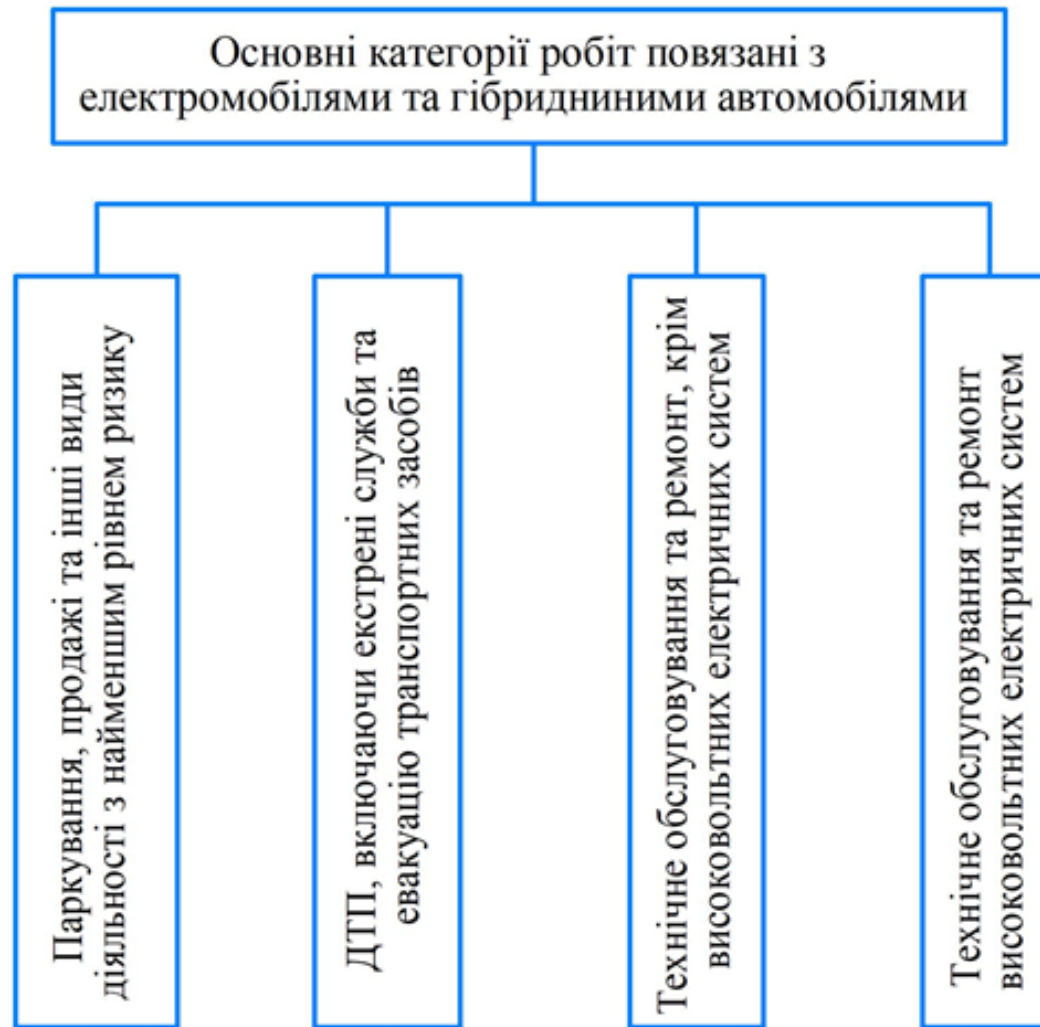 Основні категорії робіт повязані з
електромобілями та гібридниними автомобілями
Паркування, продажі та інші види
діяльності з найменшим рівнем ризику
ДТП, включаючи екстрені служби та
евакуацію транспортних засобів
Технічне обслуговування та ремонт, крім
високовольтних електричних систем
Технічне обслуговування та ремонт
високовольтних електричних систем